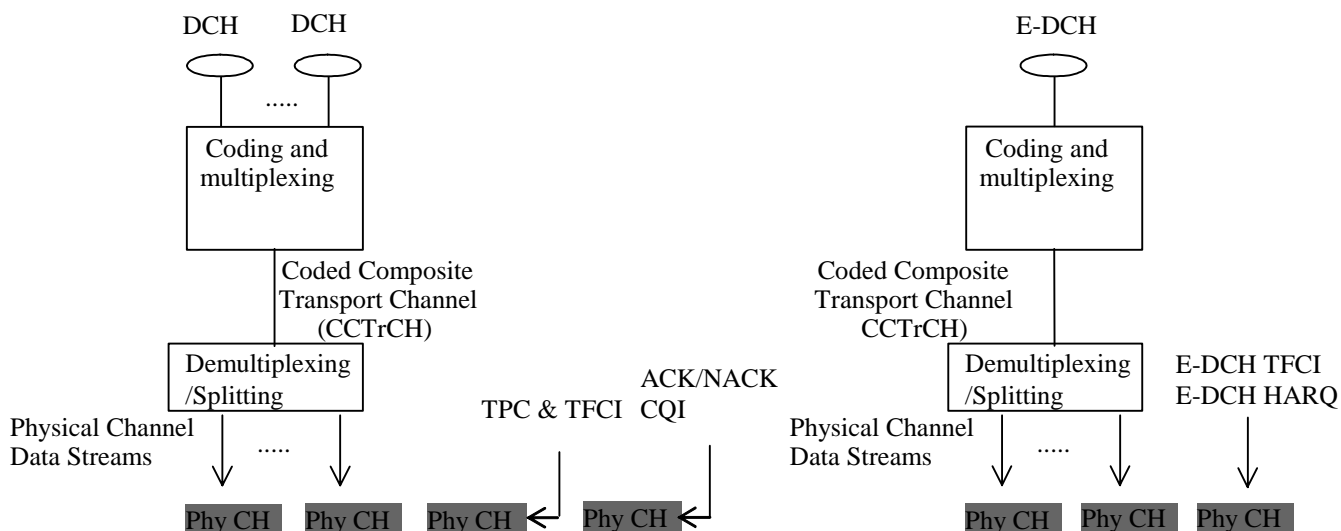 DCH
DCH
.....
Coding and
multiplexing
Coded Composite
Transport Channel
(CCTrCH)
Demultiplexing
/Splitting
Physical Channel
Data Streams
.....
TPC & TFCI
ACK/NACK
CQI
Phy CH
Phy CH
Phy CH
Phy CH
E-DCH
Coding and
multiplexing
Coded Composite
Transport Channel
CCTrCH)
Demultiplexing
/Splitting
E-DCH TFCI
E-DCH HARQ
Physical Channel
Data Streams
.....
Phy CH
Phy CH
Phy CH